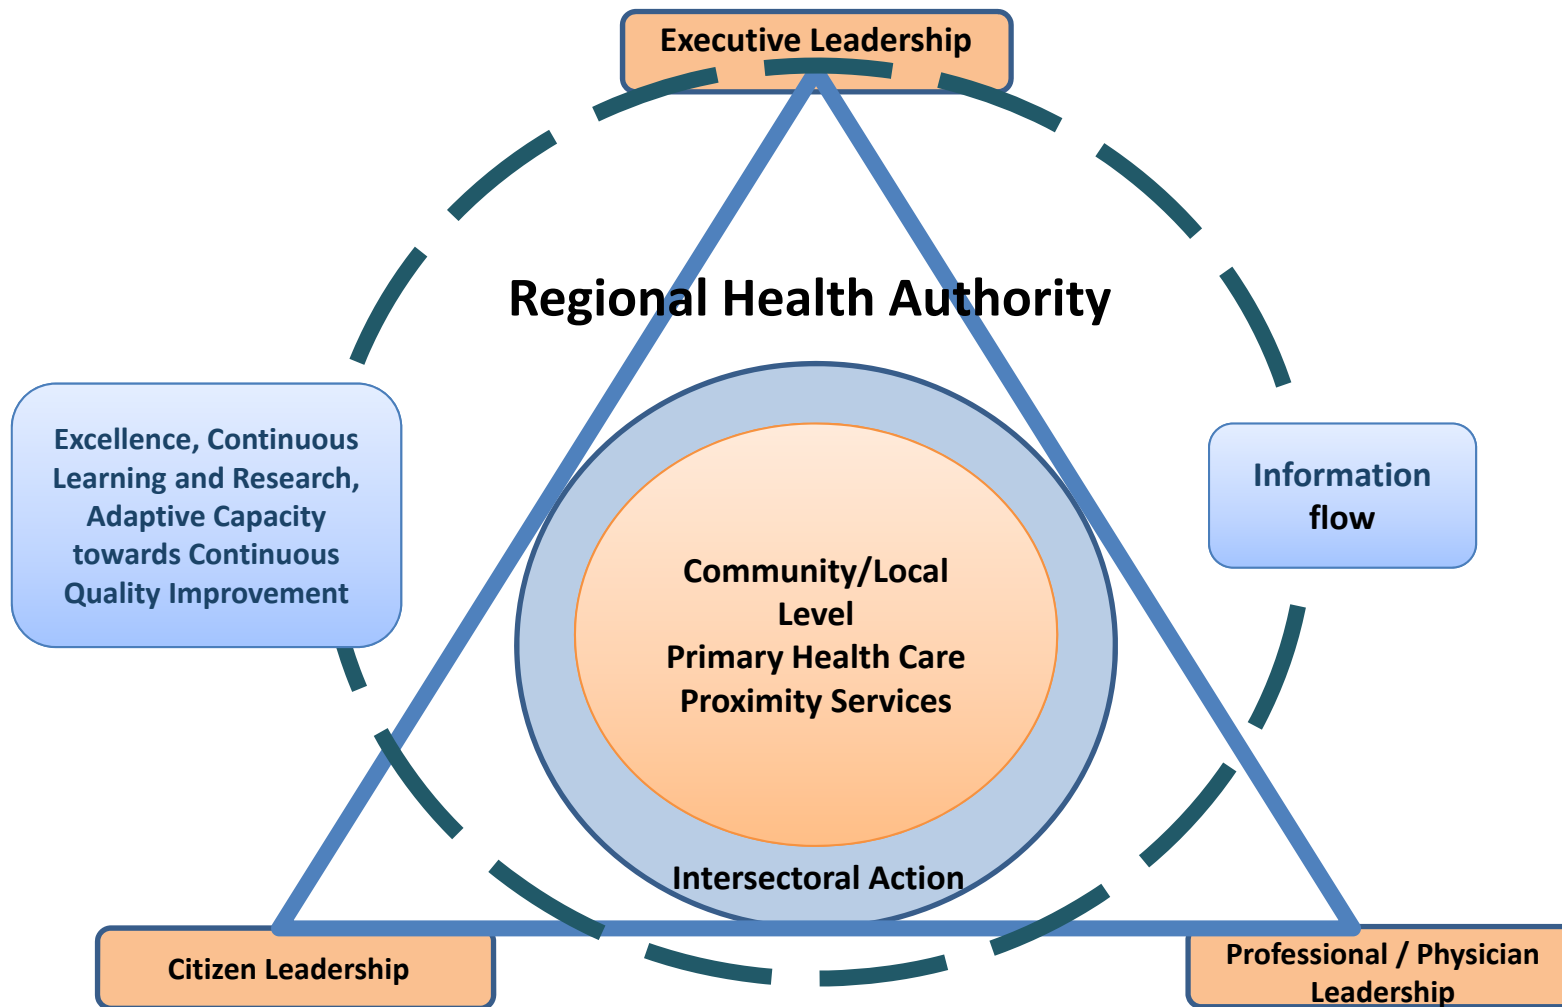 Executive Leadership
Regional Health Authority
Excellence, Continuous
Learning and Research,
Adaptive Capacity
towards Continuous
Quality Improvement
Information
flow
Community/Local
Level
Primary Health Care
Proximity Services
Intersectoral Action
Citizen Leadership
Professional / Physician
Leadership